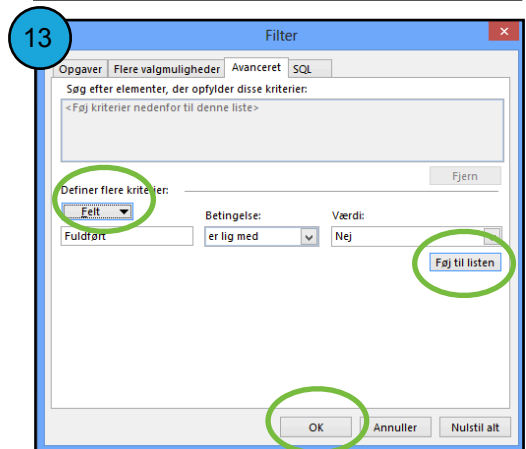 13
Filter
Opgaver Flere valgmuligheder Avanceret SQL
Søg efter elementer, der opfylder disse kriterier:
<Føj kriterier nedenfor til denne liste>
Fjern
Definer flere kriterier:
Felt
Betingelse: Værdi:
Fuldført er lig med Nej
Føj til listen
OK Annuller Nulstil alt